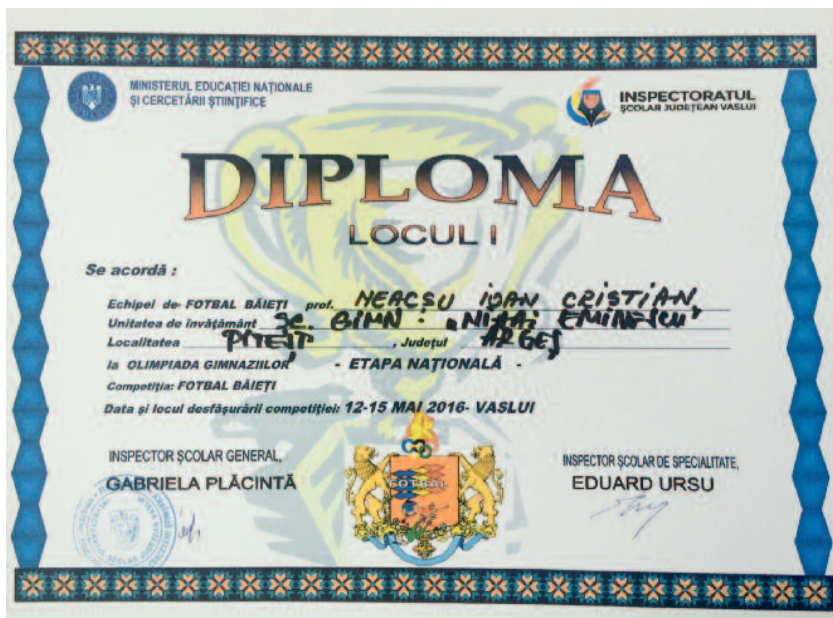 MINISTERUL EDUCAȚIEI NAȚIONALE
ȘI CERCETĂRII ȘTIINȚIFICE
INSPECTORATUL
ȘCOLAR JUDEȚEAN VASLUI
DIPLOMA
LOCUL I
Se acordă :
Echipei de FOTBAL BĂIEȚI prof. NEACȘU IOAN CRISTIAN
Unitatea de învățământ SC. GIMN. "MIHAI EMINESCU"
Localitatea PITEȘTI , Județul ARGEȘ
la OLIMPIADA GIMNAZIILOR - ETAPA NAȚIONALĂ -
Competiția: FOTBAL BĂIEȚI
Data și locul desfășurării competiției: 12-15 MAI 2016- VASLUI
INSPECTOR ȘCOLAR GENERAL,
GABRIELA PLĂCINTĂ
FOTBAL
INSPECTOR ȘCOLAR DE SPECIALITATE,
EDUARD URSU